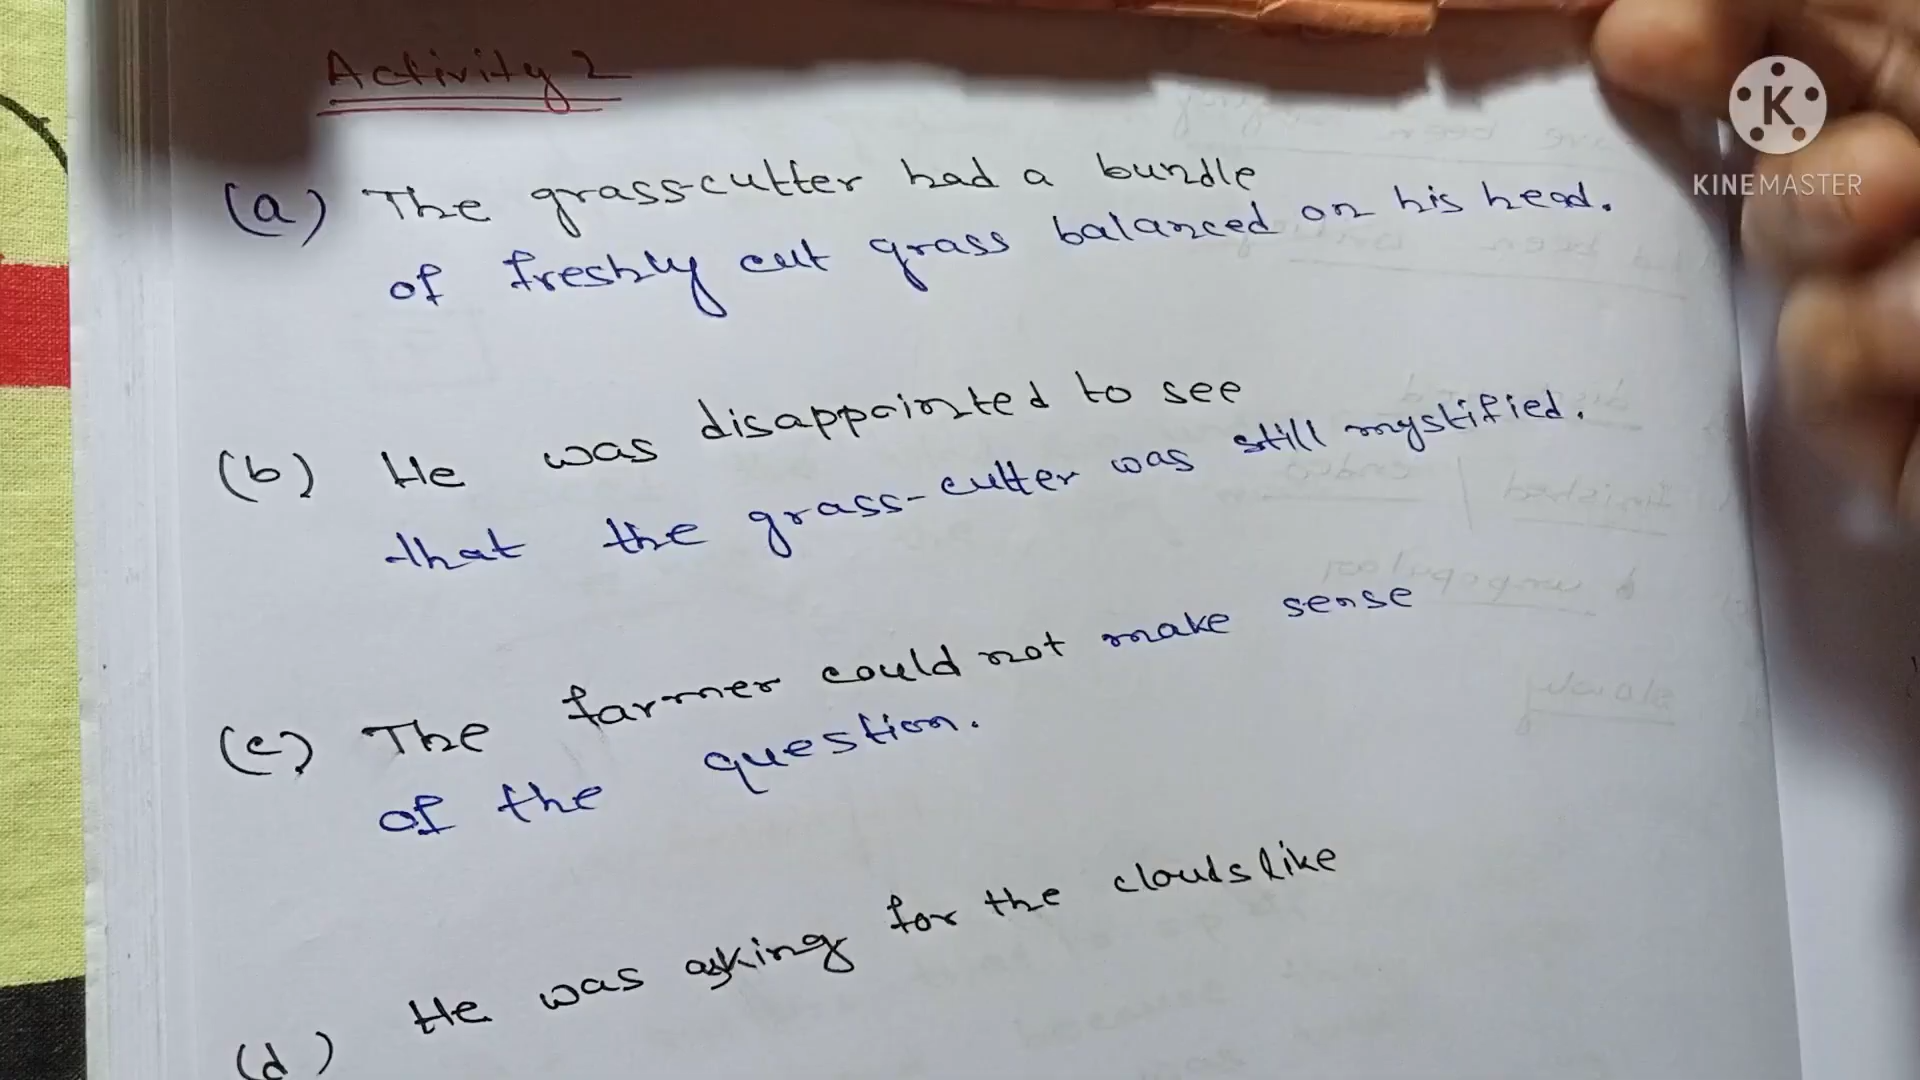 Activity 2
KINEMASTER
(a) The grass-cutter had a bundle
of freshly cut grass balanced on his head.
(b) He was disappointed to see
that the grass-cutter was still mystified.
(c) The farmer could not make sense
of the question.
(d) He was asking for the clouds like